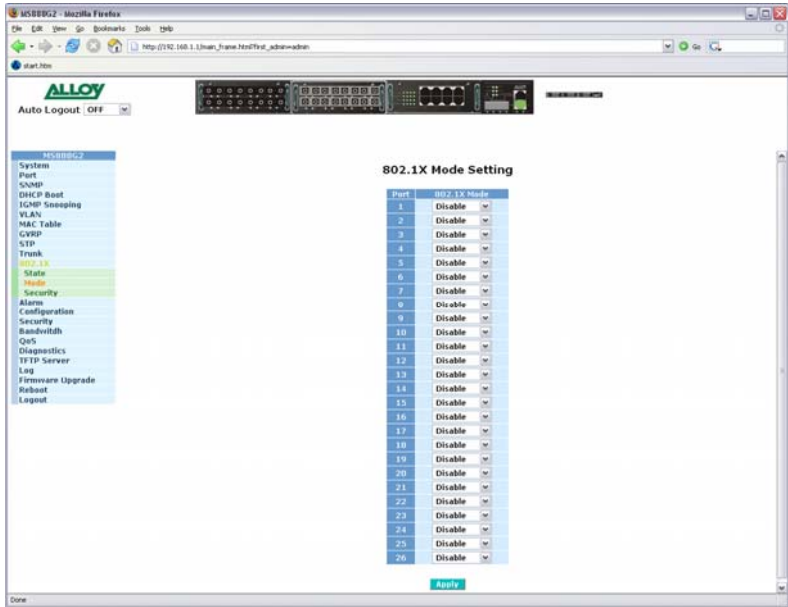 MS888G2 - Mozilla Firefox
File Edit View Go Bookmarks Tools Help
http://192.168.1.1/main_frame.html?first_admin=admin
Go
start.htm
ALLOY
Auto Logout OFF
MS888G2
System
Port
SNMP
DHCP Boot
IGMP Snooping
VLAN
MAC Table
GVRP
STP
Trunk
802.1X
State
Mode
Security
Alarm
Configuration
Security
Bandwitdh
QoS
Diagnostics
TFTP Server
Log
Firmware Upgrade
Reboot
Logout
802.1X Mode Setting
Port 802.1X Mode
1 Disable
2 Disable
3 Disable
4 Disable
5 Disable
6 Disable
7 Disable
8 Disable
9 Disable
10 Disable
11 Disable
12 Disable
13 Disable
14 Disable
15 Disable
16 Disable
17 Disable
18 Disable
19 Disable
20 Disable
21 Disable
22 Disable
23 Disable
24 Disable
25 Disable
26 Disable
Apply
Done